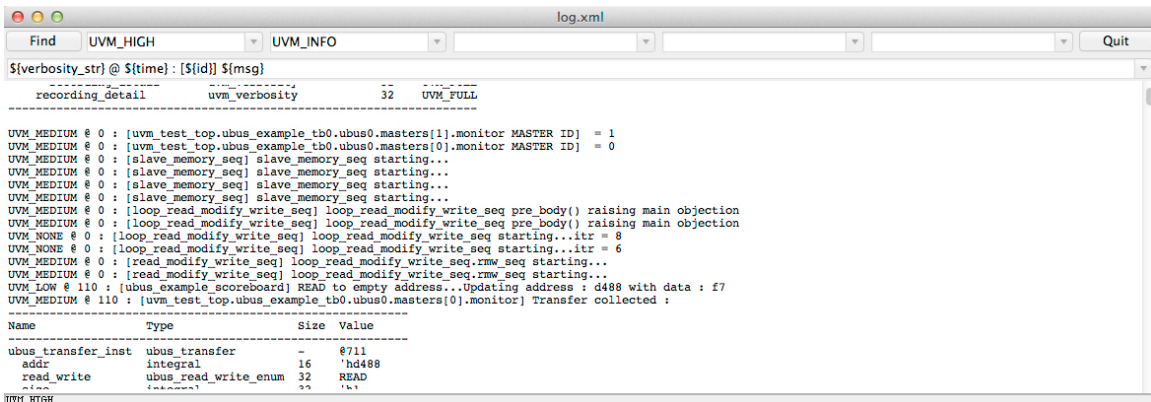 log.xml
Find UVM_HIGH UVM_INFO Quit
${verbosity_str} @ ${time} : [${id}] ${msg}
recording_detail uvm_verbosity 32 UVM_FULL
----------------------------------------------------------------
UVM_MEDIUM @ 0 : [uvm_test_top.ubus_example_tb0.ubus0.masters[1].monitor MASTER ID] = 1
UVM_MEDIUM @ 0 : [uvm_test_top.ubus_example_tb0.ubus0.masters[0].monitor MASTER ID] = 0
UVM_MEDIUM @ 0 : [slave_memory_seq] slave_memory_seq starting...
UVM_MEDIUM @ 0 : [slave_memory_seq] slave_memory_seq starting...
UVM_MEDIUM @ 0 : [slave_memory_seq] slave_memory_seq starting...
UVM_MEDIUM @ 0 : [slave_memory_seq] slave_memory_seq starting...
UVM_MEDIUM @ 0 : [loop_read_modify_write_seq] loop_read_modify_write_seq pre_body() raising main objection
UVM_MEDIUM @ 0 : [loop_read_modify_write_seq] loop_read_modify_write_seq pre_body() raising main objection
UVM_NONE @ 0 : [loop_read_modify_write_seq] loop_read_modify_write_seq starting...itr = 8
UVM_NONE @ 0 : [loop_read_modify_write_seq] loop_read_modify_write_seq starting...itr = 6
UVM_MEDIUM @ 0 : [read_modify_write_seq] loop_read_modify_write_seq.rmw_seq starting...
UVM_MEDIUM @ 0 : [read_modify_write_seq] loop_read_modify_write_seq.rmw_seq starting...
UVM_LOW @ 110 : [ubus_example_scoreboard] READ to empty address...Updating address : d488 with data : f7
UVM_MEDIUM @ 110 : [uvm_test_top.ubus_example_tb0.ubus0.masters[0].monitor] Transfer collected :
------------------------------------------------------
Name Type Size Value
------------------------------------------------------
ubus_transfer_inst ubus_transfer - @711
addr integral 16 'hd488
read_write ubus_read_write_enum 32 READ
size integral 32 'h1
UVM_HIGH